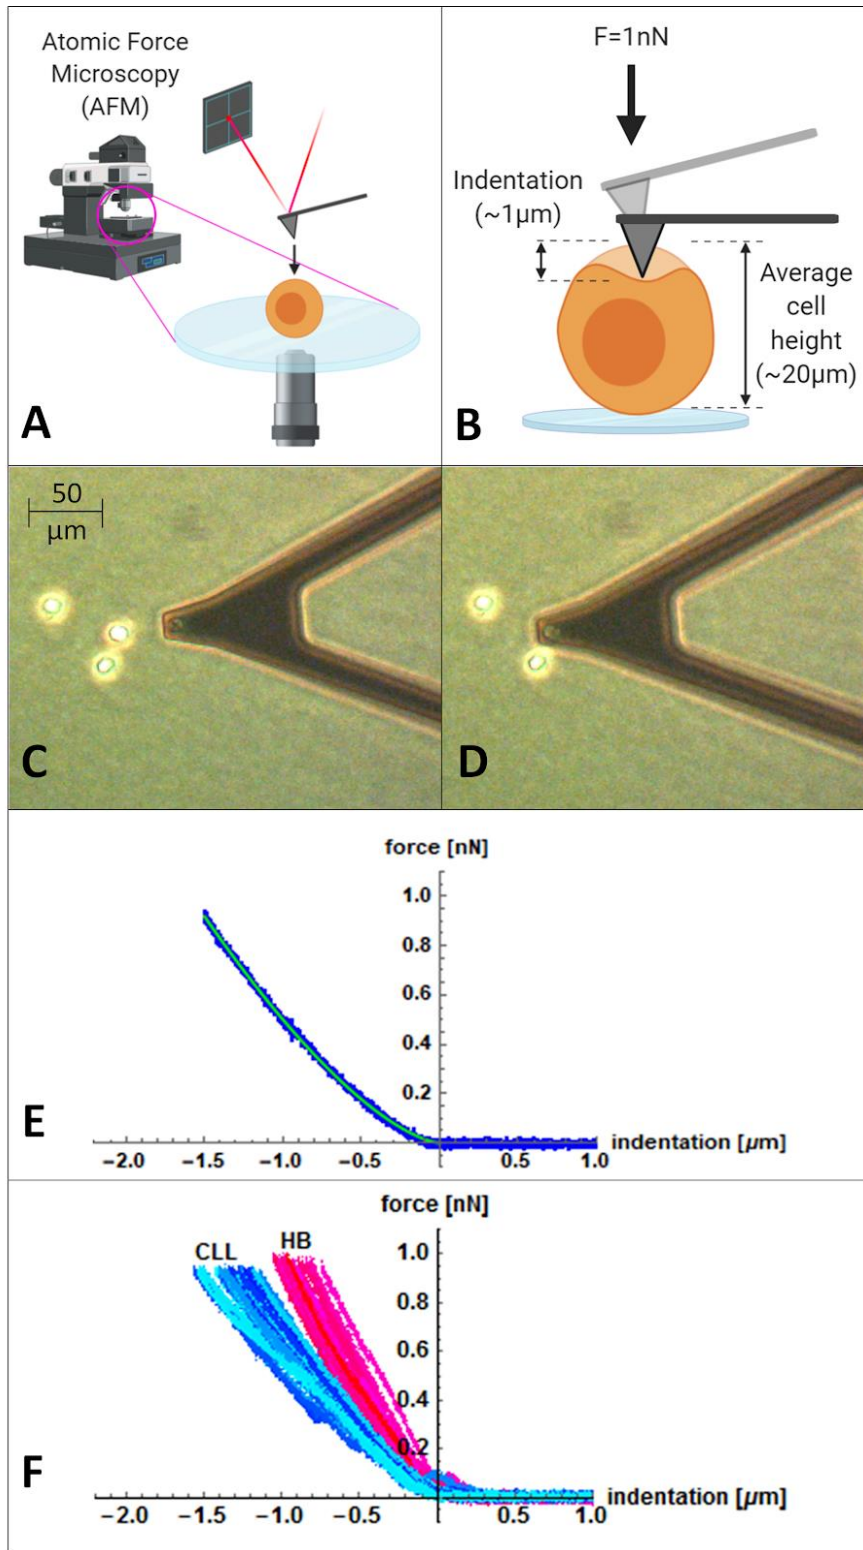 Atomic Force
Microscopy
(AFM)
A
F=1nN
Indentation
(~1µm)
Average
cell
height
(~20µm)
B
50
µm
C
D
force [nN]
1.0
0.8
0.6
0.4
0.2
E
indentation [µm]
−2.0 −1.5 −1.0 −0.5 0.5 1.0
force [nN]
CLL HB
1.0
0.8
0.6
0.4
0.2
F
indentation [µm]
−2.0 −1.5 −1.0 −0.5 0.5 1.0